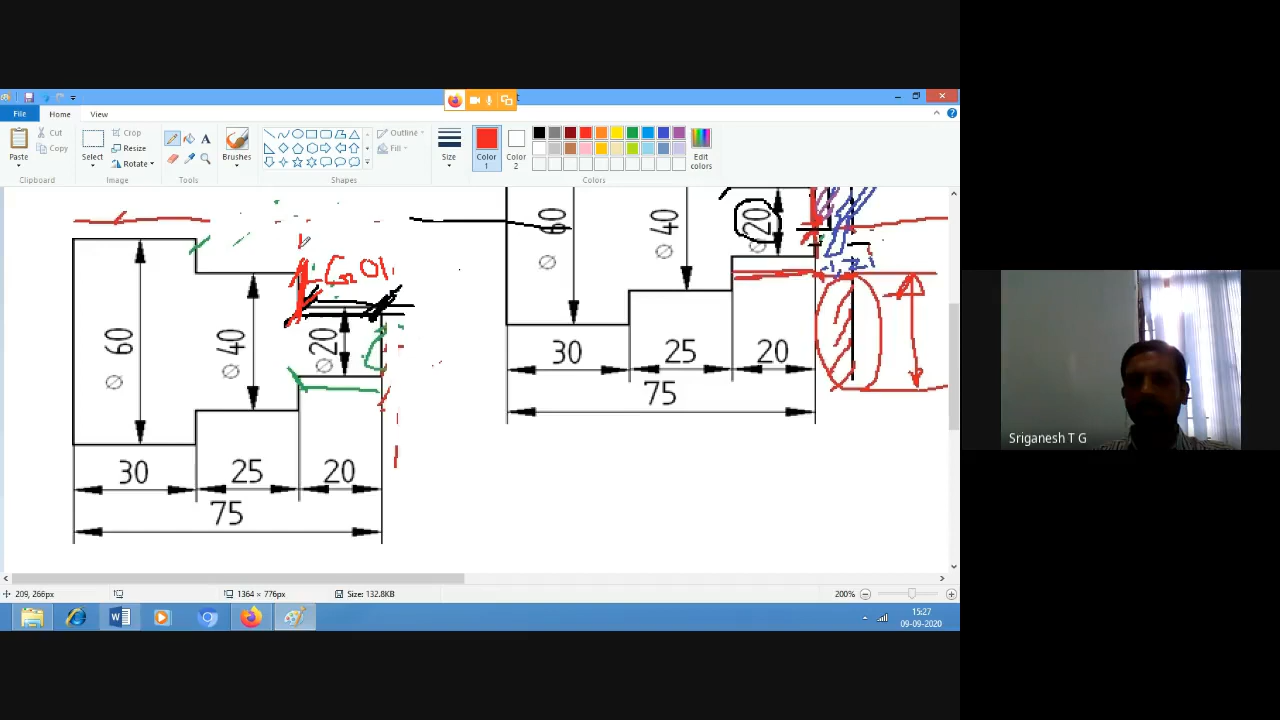 File
Home
View
Cut
Copy
Paste
Crop
Resize
Rotate
Select
Brushes
Outline
Fill
Size
Color 1
Color 2
Edit colors
Clipboard
Image
Tools
Shapes
Colors
G01
⌀ 60
⌀ 40
⌀20
30
25
20
75
⌀ 60
⌀ 40
⌀20
30
25
20
75
Sriganesh T G
209, 266px
1364 × 776px
Size: 132.8KB
200%
15:27
09-09-2020